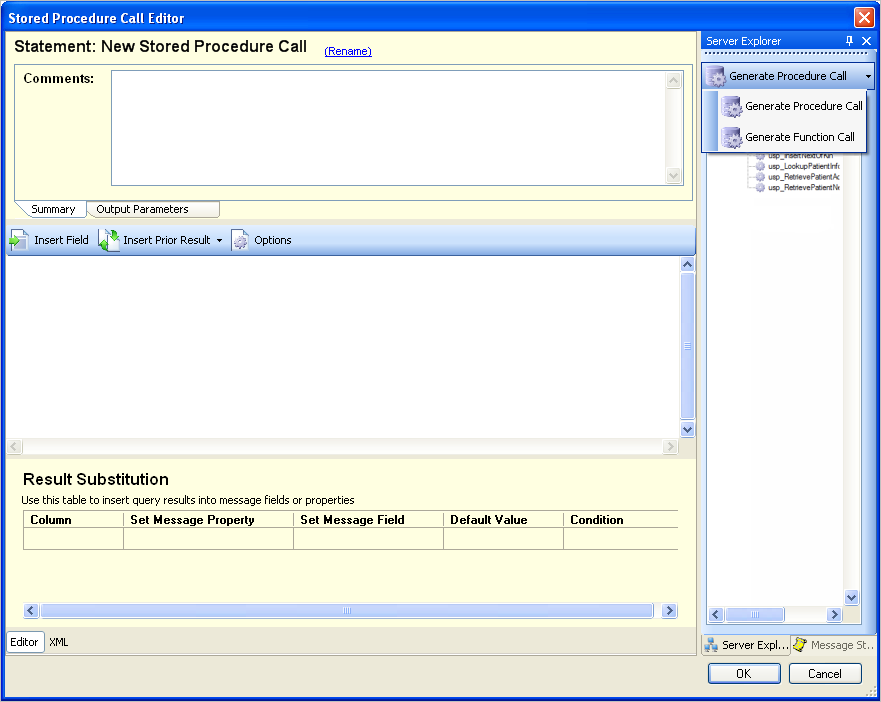 Stored Procedure Call Editor
Statement: New Stored Procedure Call (Rename)
Comments:
Summary Output Parameters
Insert Field Insert Prior Result Options
Result Substitution
Use this table to insert query results into message fields or properties
Column Set Message Property Set Message Field Default Value Condition
Editor XML
Server Explorer
Generate Procedure Call
Generate Procedure Call
Generate Function Call
usp_InsertNextOfKin
usp_LookupPatientInfo
usp_RetrievePatientAc
usp_RetrievePatientNe
Server Expl... Message St...
OK Cancel